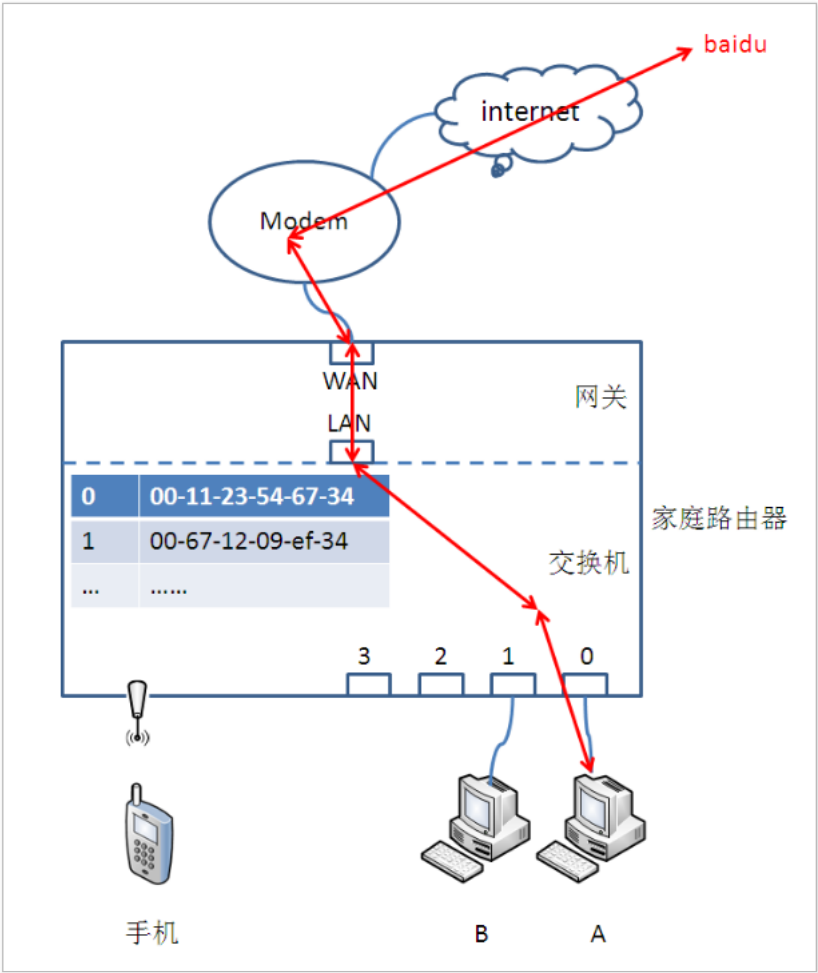 baidu
internet
Modem
WAN
网关
LAN
0 00-11-23-54-67-34
1 00-67-12-09-ef-34
... ......
家庭路由器
交换机
3 2 1 0
手机
B A